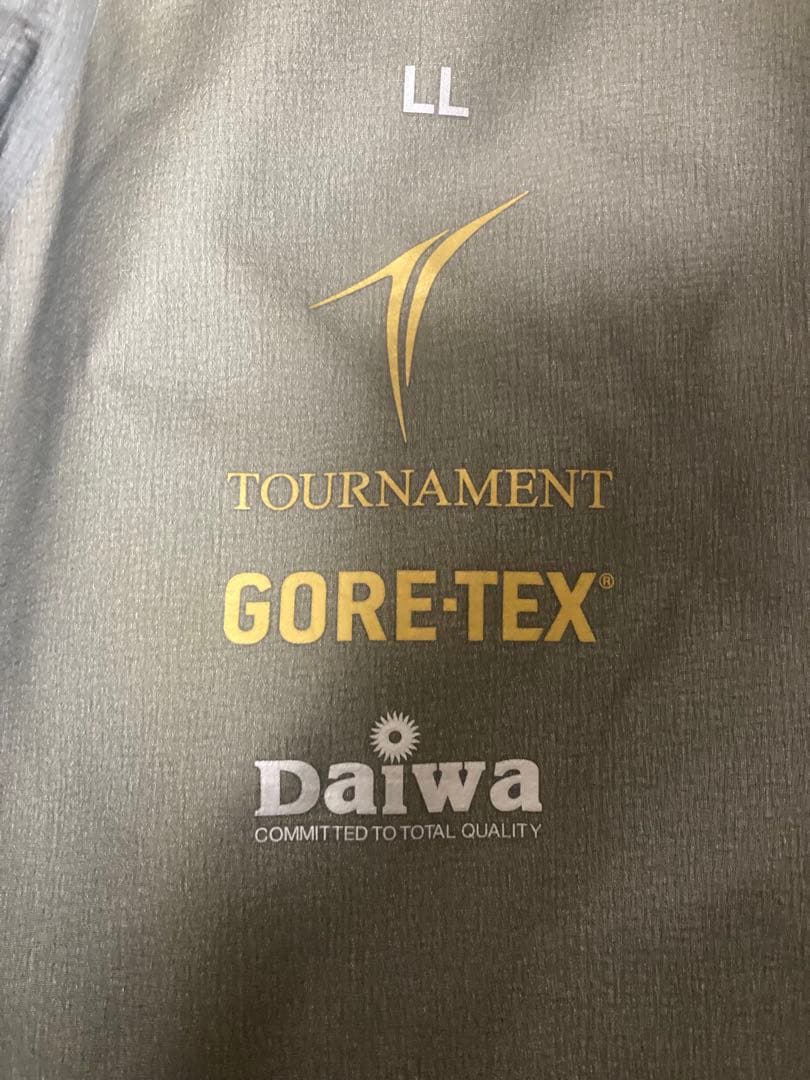 LL
TOURNAMENT
GORE-TEX®
Daiwa
COMMITTED TO TOTAL QUALITY